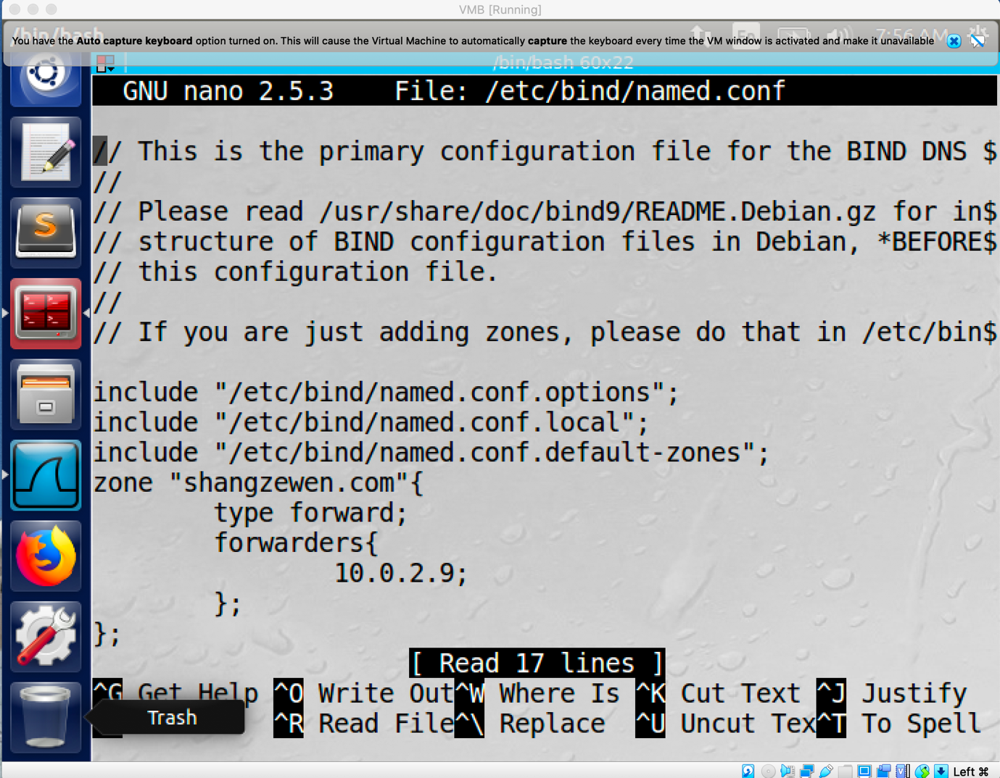 VMB [Running]
/bin/bash
7:56 AM
You have the Auto capture keyboard option turned on. This will cause the Virtual Machine to automatically capture the keyboard every time the VM window is activated and make it unavailable
/bin/bash 60x22
GNU nano 2.5.3 File: /etc/bind/named.conf
// This is the primary configuration file for the BIND DNS $
//
// Please read /usr/share/doc/bind9/README.Debian.gz for in$
// structure of BIND configuration files in Debian, *BEFORE$
// this configuration file.
//
// If you are just adding zones, please do that in /etc/bin$
include "/etc/bind/named.conf.options";
include "/etc/bind/named.conf.local";
include "/etc/bind/named.conf.default-zones";
zone "shangzewen.com"{
type forward;
forwarders{
10.0.2.9;
};
};
[ Read 17 lines ]
^G Get Help ^O Write Out ^W Where Is ^K Cut Text ^J Justify
Trash ^R Read File ^\ Replace ^U Uncut Tex ^T To Spell
Left ⌘